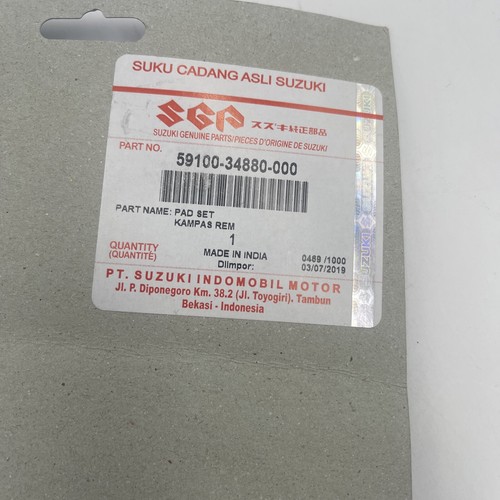 SUKU CADANG ASLI SUZUKI
SGP スズキ純正部品
SUZUKI GENUINE PARTS/PIECES D'ORIGINE DE SUZUKI
PART NO. 59100-34880-000
PART NAME: PAD SET
KAMPAS REM
1
QUANTITY
(QUANTITÉ)
MADE IN INDIA
DIimpor:
0489 /1000
03/07/2019
PT. SUZUKI INDOMOBIL MOTOR
Jl. P. Diponegoro Km. 38.2 (Jl. Toyogiri). Tambun
Bekasi - Indonesia
SUZUKI